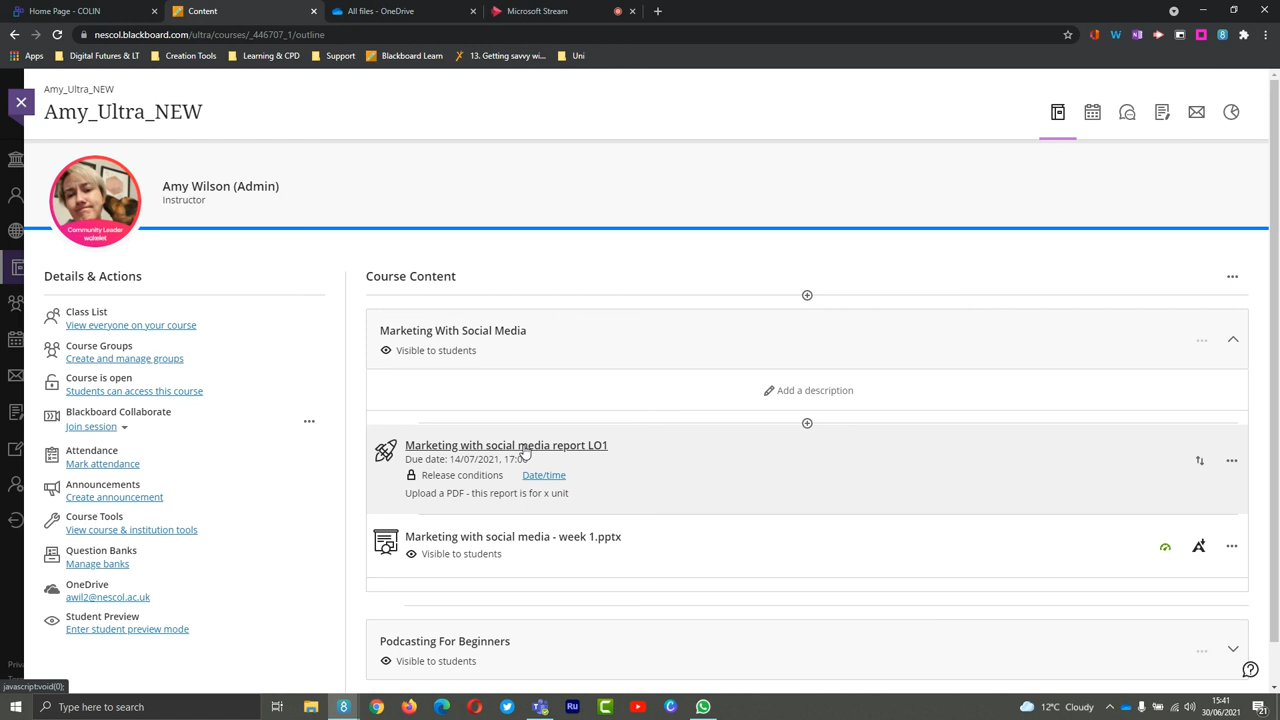 Home Page - COLIN
Content
All files - OneDrive
Microsoft Stream
nescol.blackboard.com/ultra/courses/_446707_1/outline
Apps
Digital Futures & LT
Creation Tools
Learning & CPD
Support
Blackboard Learn
13. Getting savvy wi...
Uni
Amy_Ultra_NEW
Amy_Ultra_NEW
Amy Wilson (Admin)
Instructor
Community Leader
wakelet
Details & Actions
Class List
View everyone on your course
Course Groups
Create and manage groups
Course is open
Students can access this course
Blackboard Collaborate
Join session
Attendance
Mark attendance
Announcements
Create announcement
Course Tools
View course & institution tools
Question Banks
Manage banks
OneDrive
awil2@nescol.ac.uk
Student Preview
Enter student preview mode
Course Content
Marketing With Social Media
Visible to students
Add a description
Marketing with social media report LO1
Due date: 14/07/2021, 17:0
Release conditions Date/time
Upload a PDF - this report is for x unit
Marketing with social media - week 1.pptx
Visible to students
Podcasting For Beginners
Visible to students
Priva
javascript:void(0);
Type here to search
12°C Cloudy
15:41
30/06/2021